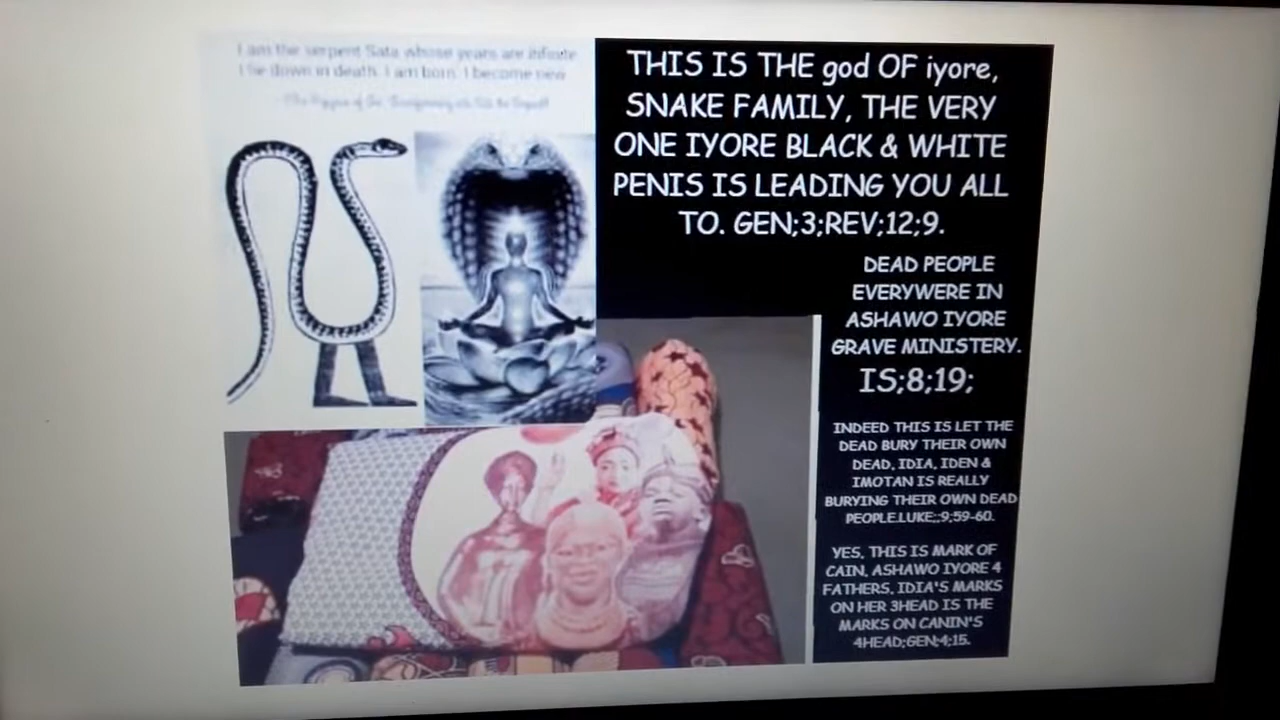 I am the serpent Sata whose years are infinite
I lie down in death. I am born. I become new
THIS IS THE god OF iyore,
SNAKE FAMILY, THE VERY
ONE IYORE BLACK & WHITE
PENIS IS LEADING YOU ALL
TO. GEN;3;REV;12;9.
DEAD PEOPLE
EVERYWERE IN
ASHAWO IYORE
GRAVE MINISTERY.
IS;8;19;
INDEED THIS IS LET THE
DEAD BURY THEIR OWN
DEAD, IDIA, IDEN &
IMOTAN IS REALLY
BURYING THEIR OWN DEAD
PEOPLE.LUKE;;9;59-60.
YES, THIS IS MARK OF
CAIN, ASHAWO IYORE 4
FATHERS, IDIA'S MARKS
ON HER 3HEAD IS THE
MARKS ON CANIN'S
4HEAD;GEN;4;15.